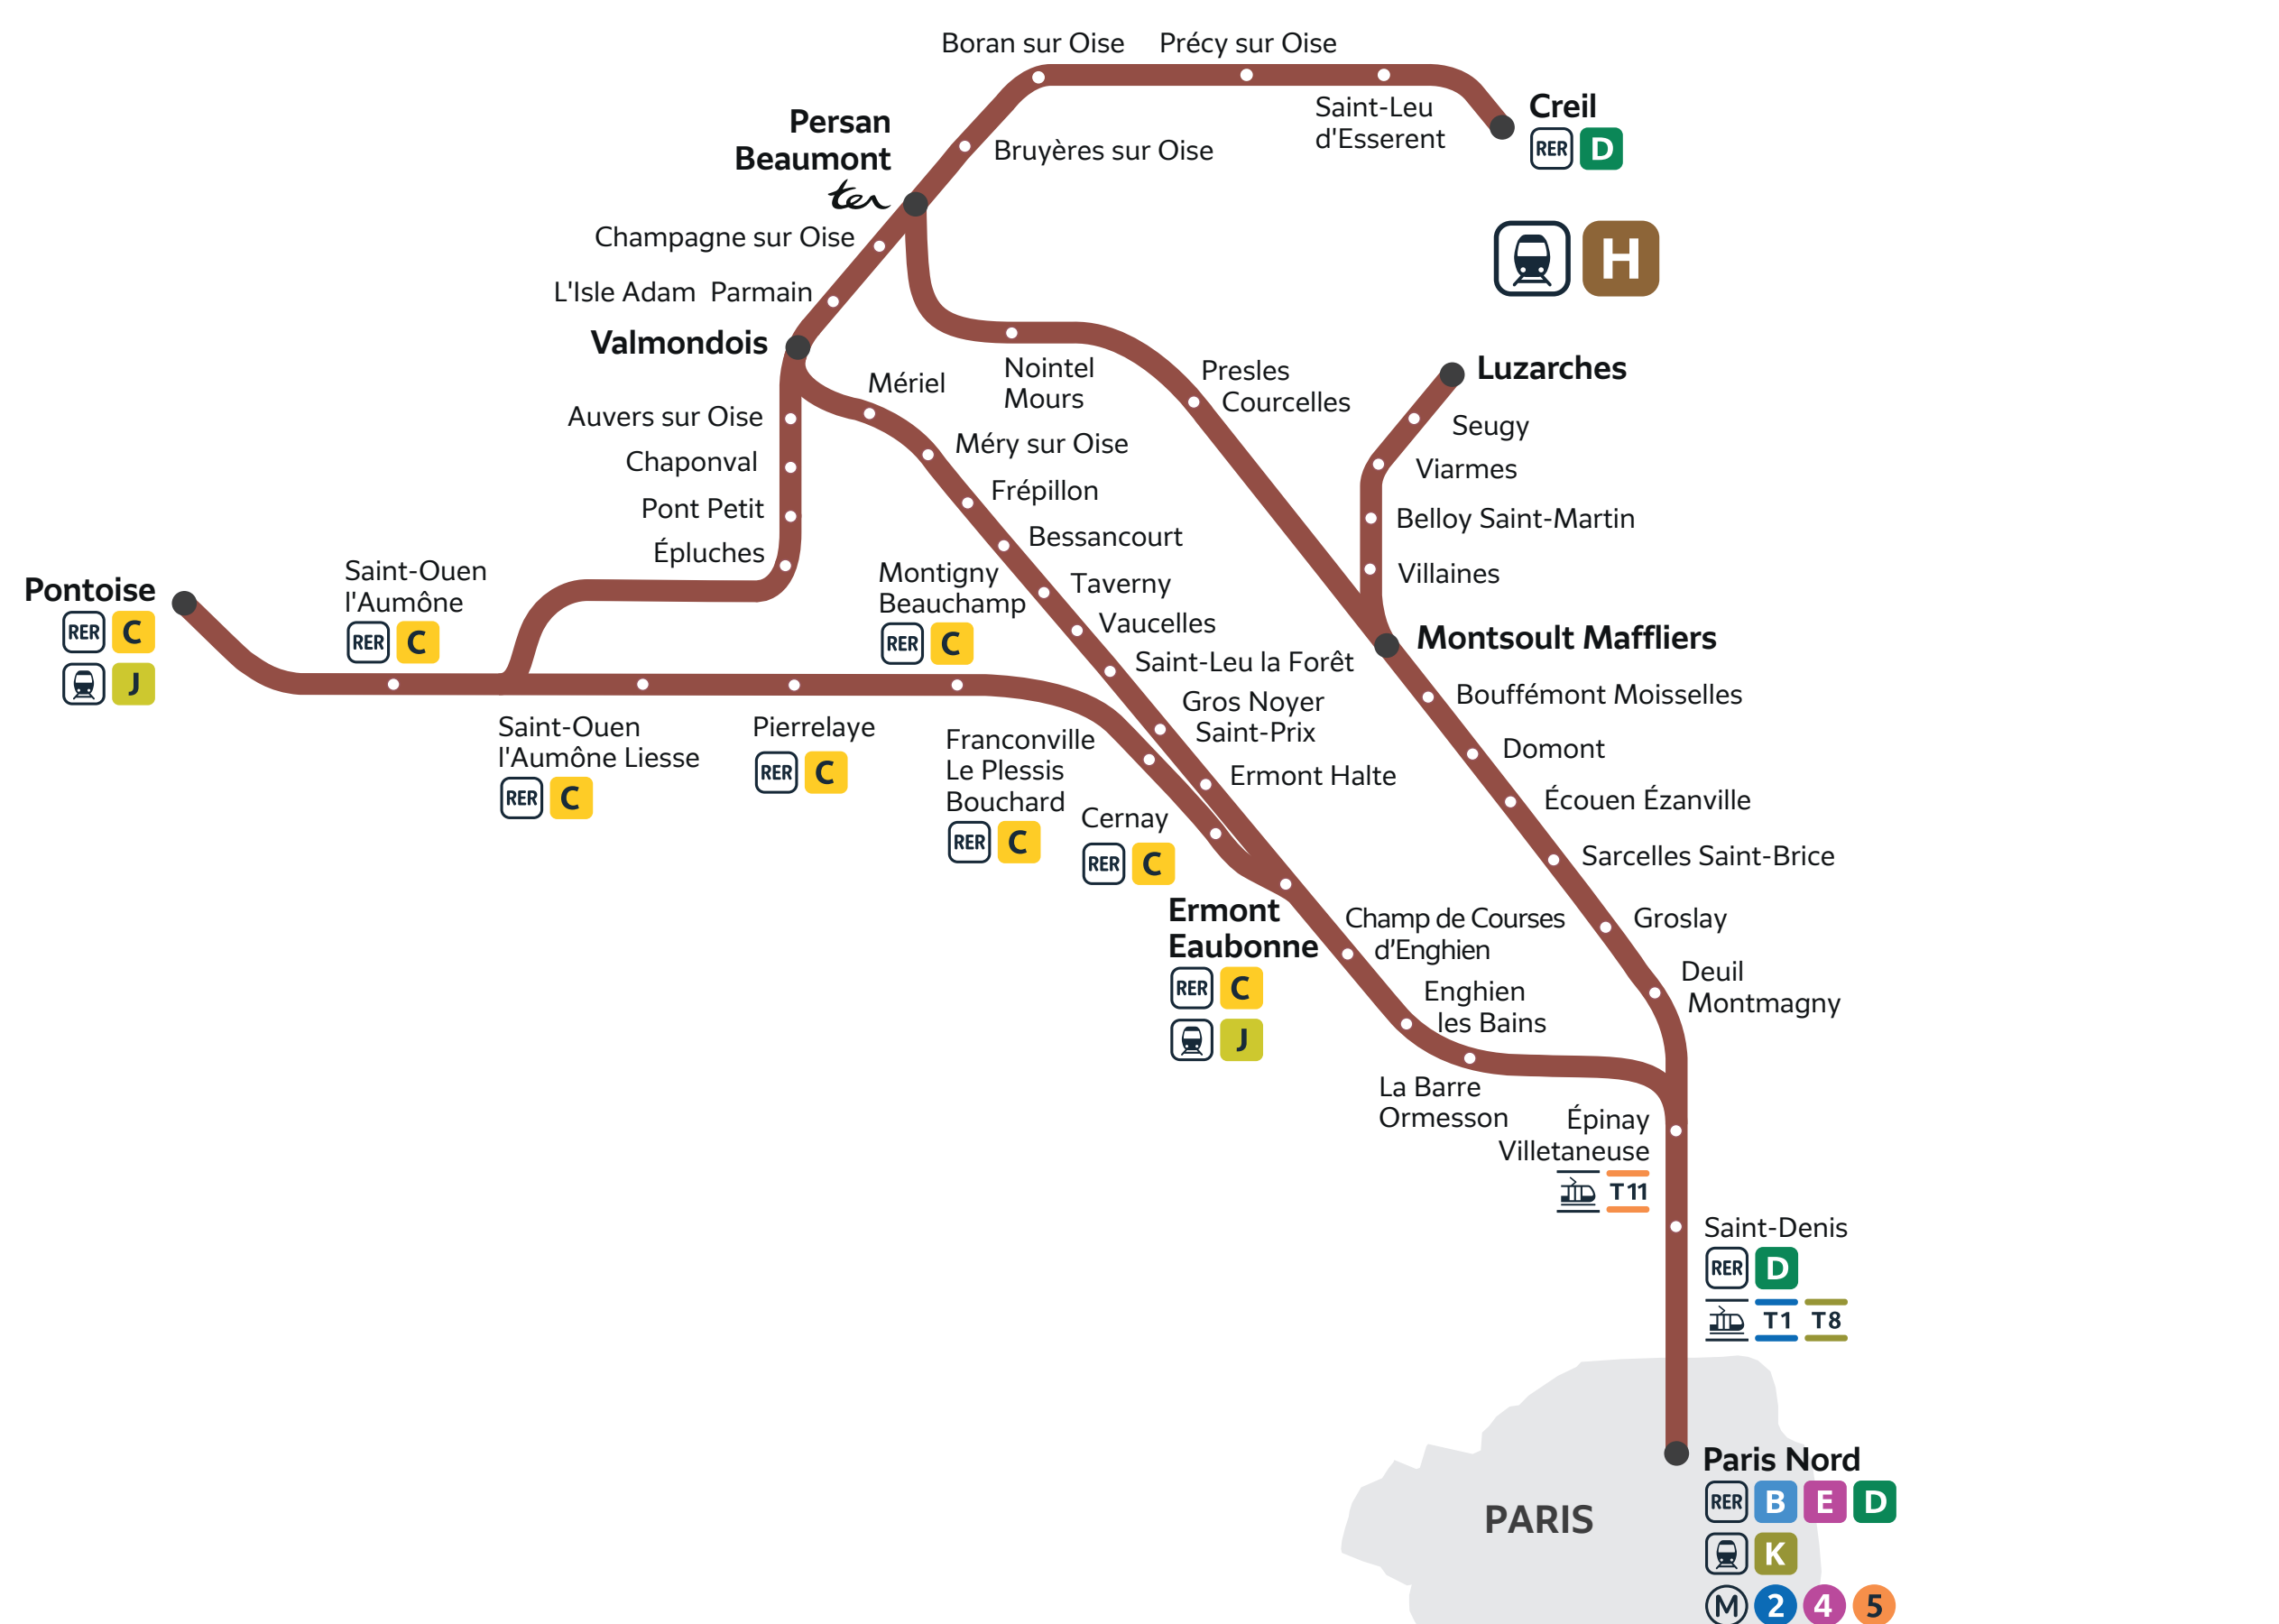 Boran sur Oise
Précy sur Oise
Saint-Leu
d'Esserent
Creil
RER D
Persan
Beaumont
ter
Bruyères sur Oise
Champagne sur Oise
H
L'Isle Adam Parmain
Valmondois
Mériel
Nointel
Mours
Presles
Courcelles
Luzarches
Auvers sur Oise
Seugy
Méry sur Oise
Chaponval
Viarmes
Frépillon
Pont Petit
Belloy Saint-Martin
Bessancourt
Épluches
Villaines
Pontoise
RER C
J
Saint-Ouen
l'Aumône
RER C
Montigny
Beauchamp
RER C
Taverny
Vaucelles
Saint-Leu la Forêt
Montsoult Maffliers
Gros Noyer
Saint-Prix
Bouffémont Moisselles
Saint-Ouen
l'Aumône Liesse
RER C
Pierrelaye
RER C
Franconville
Le Plessis
Bouchard
RER C
Domont
Ermont Halte
Écouen Ézanville
Cernay
RER C
Sarcelles Saint-Brice
Ermont
Eaubonne
RER C
J
Champ de Courses
d'Enghien
Groslay
Enghien
les Bains
Deuil
Montmagny
La Barre
Ormesson
Épinay
Villetaneuse
T11
Saint-Denis
RER D
T1 T8
Paris Nord
RER B E D
PARIS
K
M 2 4 5